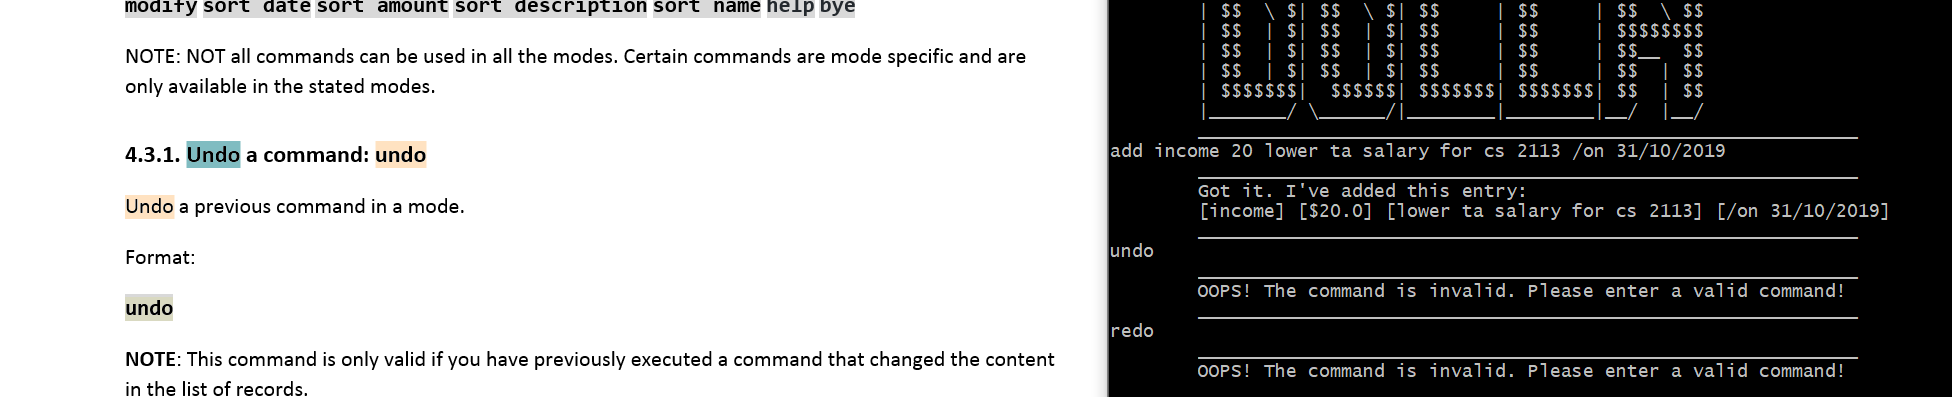 modify sort date sort amount sort description sort name help bye
NOTE: NOT all commands can be used in all the modes. Certain commands are mode specific and are
only available in the stated modes.
4.3.1. Undo a command: undo
Undo a previous command in a mode.
Format:
undo
NOTE: This command is only valid if you have previously executed a command that changed the content
in the list of records.
| $$  \ $| $$  \ $| $$      | $$      | $$  \ $$
| $$  | $| $$  | $| $$      | $$      | $$$$$$$$
| $$  | $| $$  | $| $$      | $$      | $$__  $$
| $$  | $| $$  | $| $$      | $$      | $$  | $$
| $$$$$$$|  $$$$$$| $$$$$$$| $$$$$$$| $$  | $$
|_______/ \______/|________|________|__/  |__/
add income 20 lower ta salary for cs 2113 /on 31/10/2019
Got it. I've added this entry:
[income] [$20.0] [lower ta salary for cs 2113] [/on 31/10/2019]
undo
OOPS! The command is invalid. Please enter a valid command!
redo
OOPS! The command is invalid. Please enter a valid command!